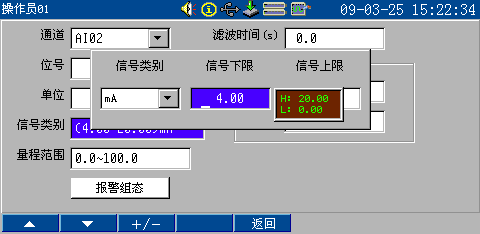 操作员01 09-03-25 15:22:34
通道 AI02 滤波时间(s) 0.0
位号 信号类别 信号下限 信号上限
单位 mA 4.00 H: 20.00
L: 0.00
信号类别
量程范围 0.0~100.0
报警组态
+/- 返回